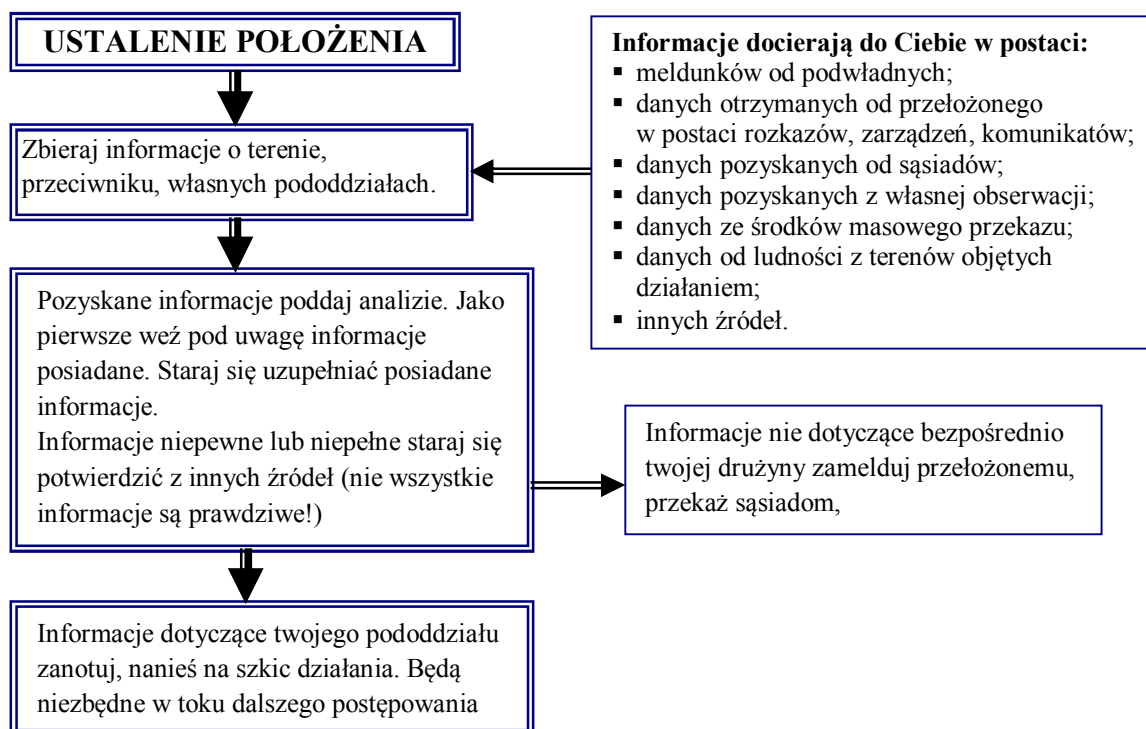 USTALENIE POŁOŻENIA
Zbieraj informacje o terenie,
przeciwniku, własnych pododdziałach.
Informacje docierają do Ciebie w postaci:
▪ meldunków od podwładnych;
▪ danych otrzymanych od przełożonego
w postaci rozkazów, zarządzeń, komunikatów;
▪ danych pozyskanych od sąsiadów;
▪ danych pozyskanych z własnej obserwacji;
▪ danych ze środków masowego przekazu;
▪ danych od ludności z terenów objętych
działaniem;
▪ innych źródeł.
Pozyskane informacje poddaj analizie. Jako
pierwsze weź pod uwagę informacje
posiadane. Staraj się uzupełniać posiadane
informacje.
Informacje niepewne lub niepełne staraj się
potwierdzić z innych źródeł (nie wszystkie
informacje są prawdziwe!)
Informacje nie dotyczące bezpośrednio
twojej drużyny zamelduj przełożonemu,
przekaż sąsiadom,
Informacje dotyczące twojego pododdziału
zanotuj, nanieś na szkic działania. Będą
niezbędne w toku dalszego postępowania